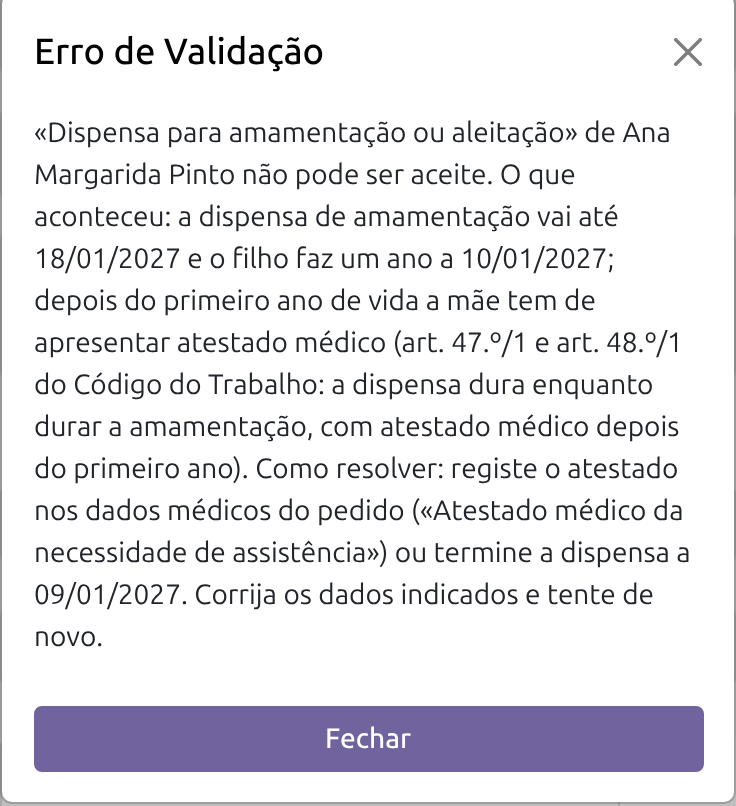 Erro de Validação
«Dispensa para amamentação ou aleitação» de Ana
Margarida Pinto não pode ser aceite. O que
aconteceu: a dispensa de amamentação vai até
18/01/2027 e o filho faz um ano a 10/01/2027;
depois do primeiro ano de vida a mãe tem de
apresentar atestado médico (art. 47.º/1 e art. 48.º/1
do Código do Trabalho: a dispensa dura enquanto
durar a amamentação, com atestado médico depois
do primeiro ano). Como resolver: registe o atestado
nos dados médicos do pedido («Atestado médico da
necessidade de assistência») ou termine a dispensa a
09/01/2027. Corrija os dados indicados e tente de
novo.
Fechar